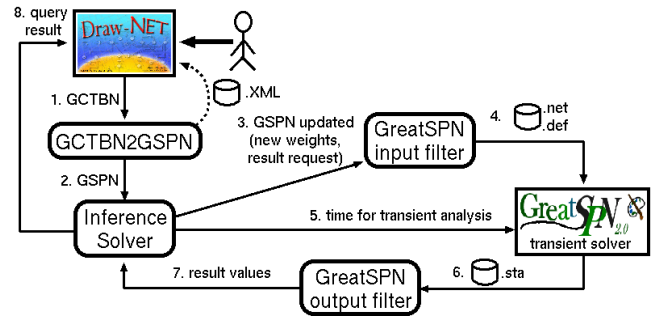 8. query
result
Draw-NET
.XML
1. GCTBN
GCTBN2GSPN
2. GSPN
3. GSPN updated
(new weights,
result request)
GreatSPN
input filter
4.
.net
.def
Inference
Solver
5. time for transient analysis
GreatSPN
2.0
transient solver
7. result values
GreatSPN
output filter
6.
.sta